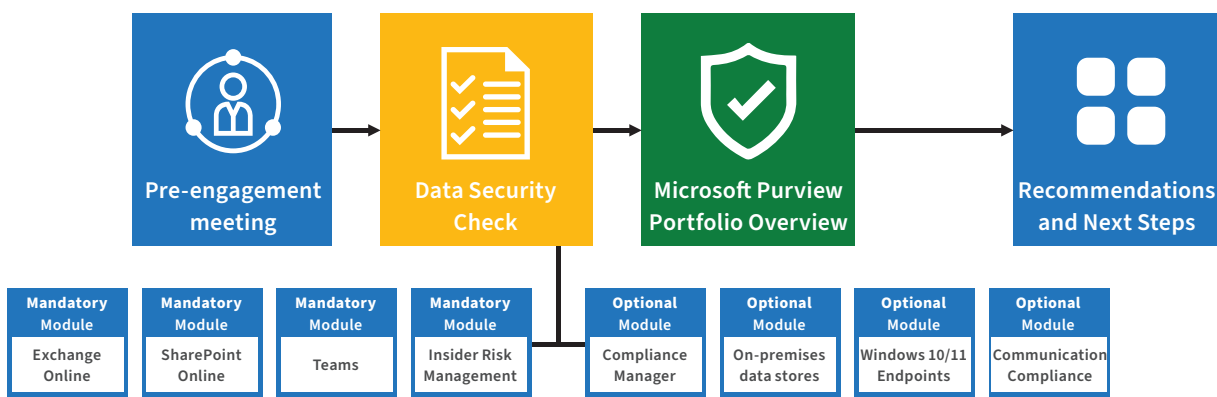 Pre-engagement
meeting
Data Security
Check
Microsoft Purview
Portfolio Overview
Recommendations
and Next Steps
Mandatory
Module
Exchange
Online
Mandatory
Module
SharePoint
Online
Mandatory
Module
Teams
Mandatory
Module
Insider Risk
Management
Optional
Module
Compliance
Manager
Optional
Module
On-premises
data stores
Optional
Module
Windows 10/11
Endpoints
Optional
Module
Communication
Compliance